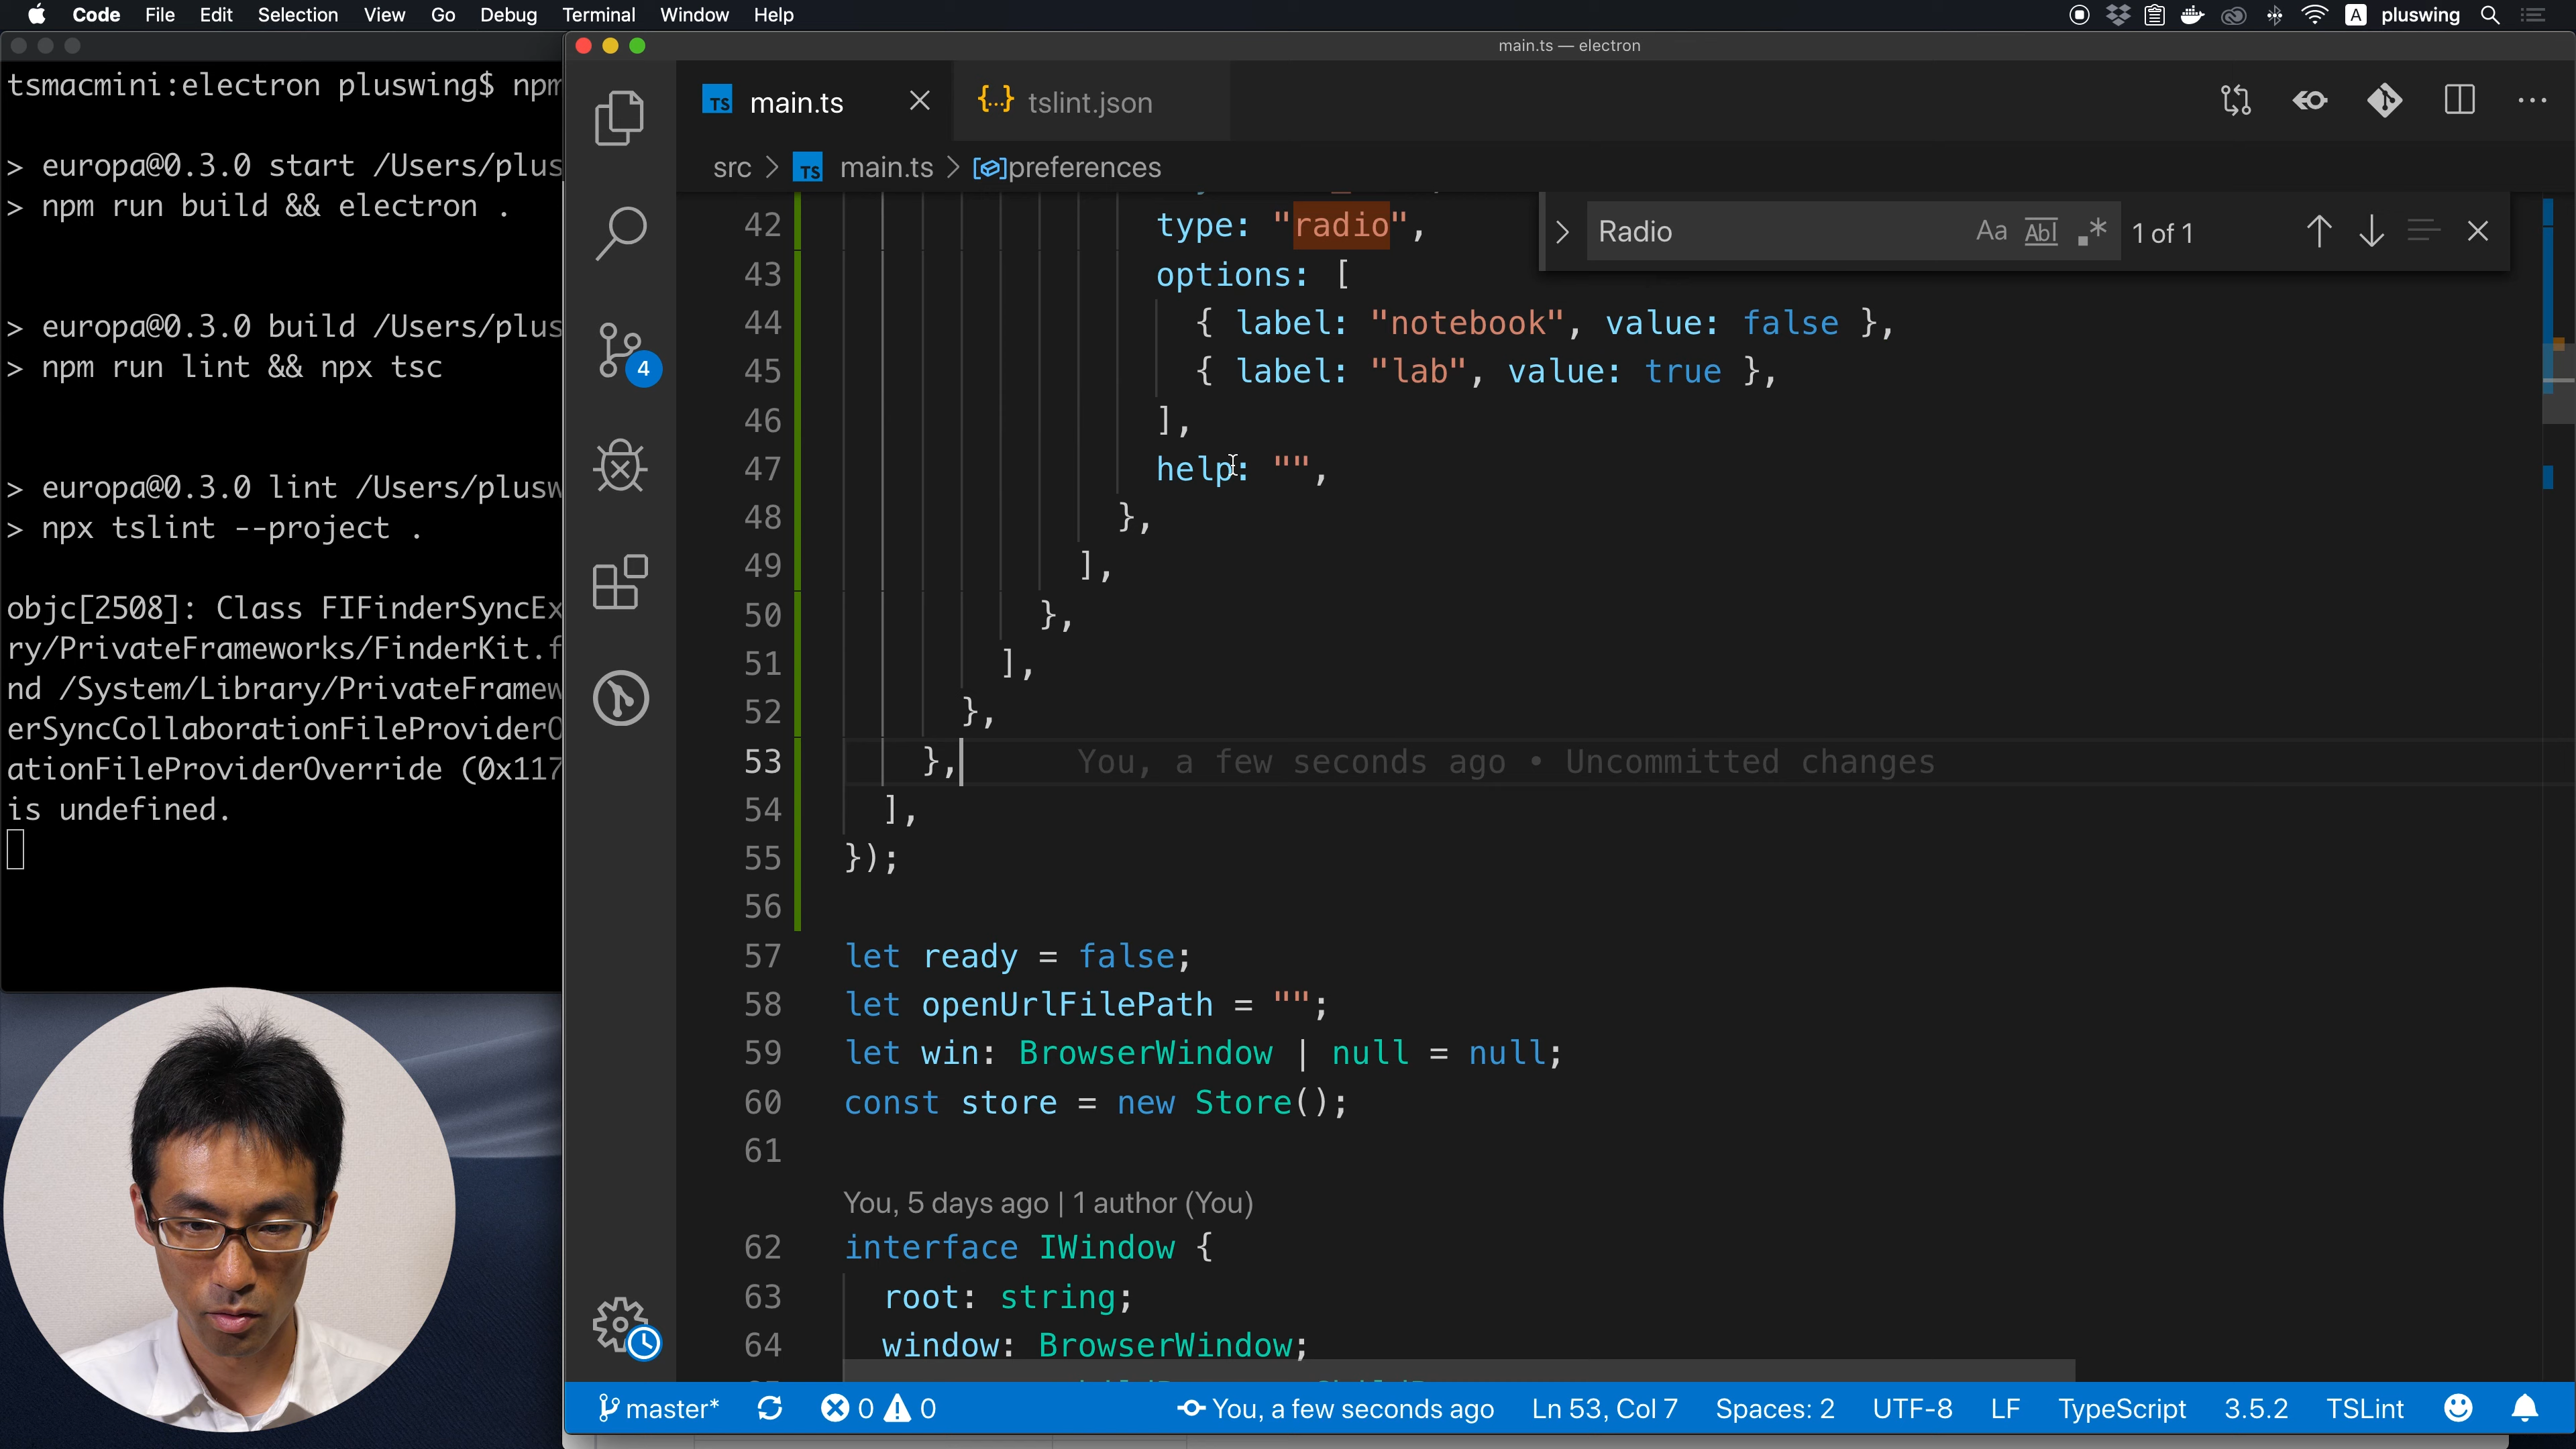 Code File Edit Selection View Go Debug Terminal Window Help
A pluswing
tsmacmini:electron pluswing$ npm
> europa@0.3.0 start /Users/plus
> npm run build && electron .
> europa@0.3.0 build /Users/plus
> npm run lint && npx tsc
> europa@0.3.0 lint /Users/plusw
> npx tslint --project .
objc[2508]: Class FIFinderSyncEx
ry/PrivateFrameworks/FinderKit.f
nd /System/Library/PrivateFramew
erSyncCollaborationFileProviderO
ationFileProviderOverride (0x117
is undefined.
main.ts — electron
TS main.ts
{...} tslint.json
src > TS main.ts > preferences
Radio Aa Abl .* 1 of 1
4
42 type: "radio",
43 options: [
44 { label: "notebook", value: false },
45 { label: "lab", value: true },
46 ],
47 help: "",
48 },
49 ],
50 },
51 ],
52 },
53 }, You, a few seconds ago • Uncommitted changes
54 ],
55 });
56
57 let ready = false;
58 let openUrlFilePath = "";
59 let win: BrowserWindow | null = null;
60 const store = new Store();
61
You, 5 days ago | 1 author (You)
62 interface IWindow {
63 root: string;
64 window: BrowserWindow;
master* 0 0 You, a few seconds ago Ln 53, Col 7 Spaces: 2 UTF-8 LF TypeScript 3.5.2 TSLint